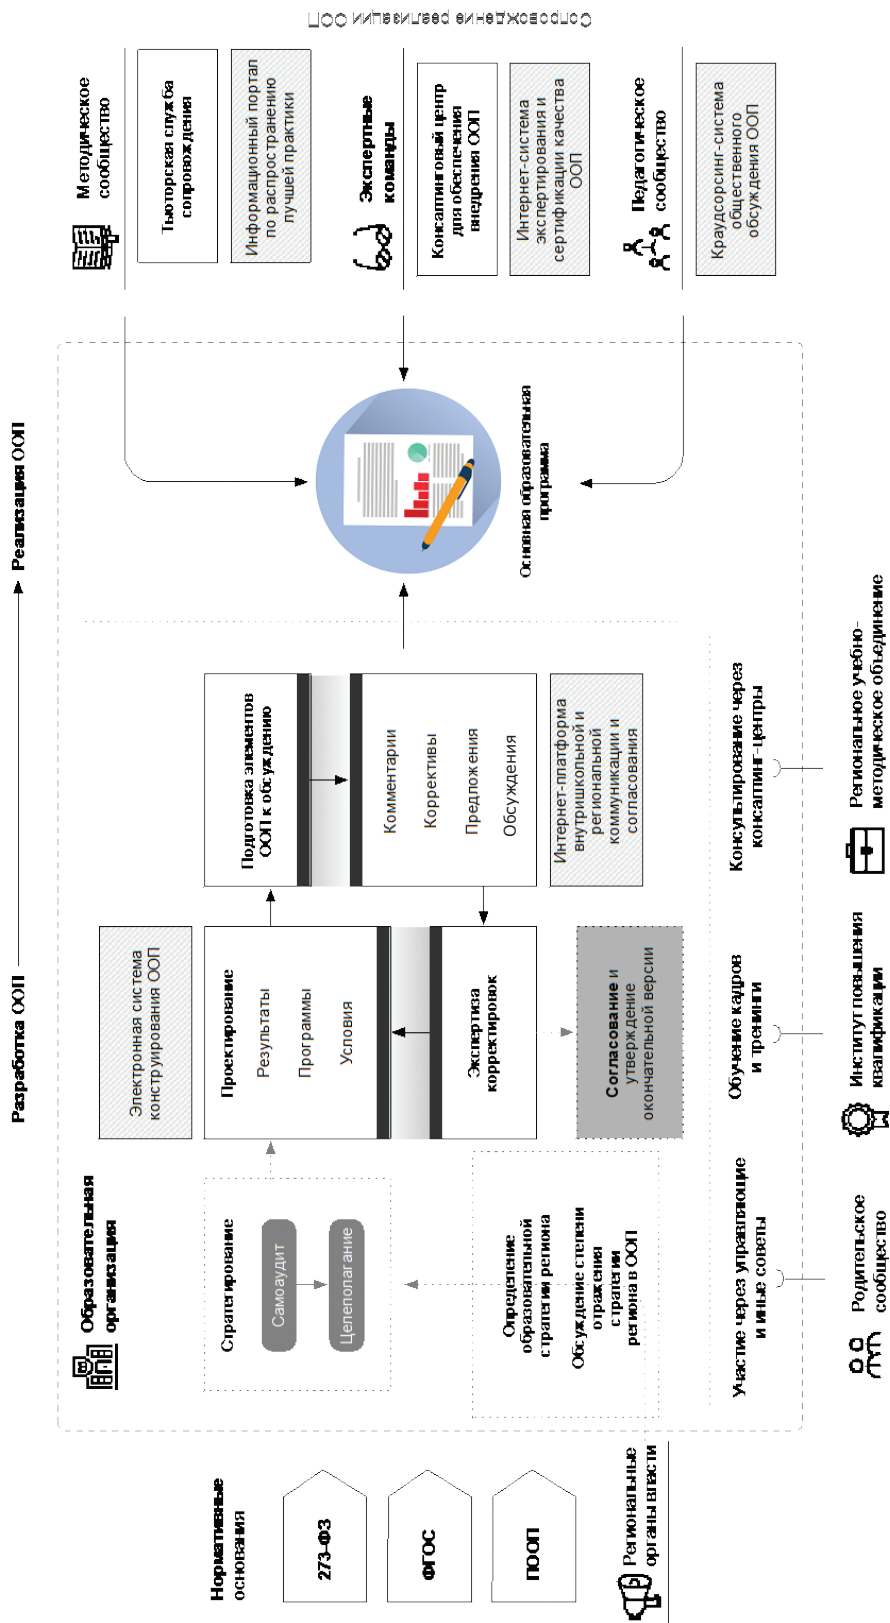 Разработка ООП
Реализация ООП
Нормативные
основания
273-ФЗ
ФГОС
ПООП
Региональные
органы власти
Образовательная
организация
Стратегирование
Самоаудит
Целеполагание
Определение
образовательной
стратегии региона
Обсуждение степени
отражения
стратегии
региона в ООП
Электронная система
конструирования ООП
Проектирование
Результаты
Программы
Условия
Экспертиза
корректировок
Согласование и
утверждение
окончательной версии
Подготовка элементов
ООП к обсуждению
Комментарии
Коррективы
Предложения
Обсуждения
Интернет-платформа
внутришкольной и
региональной
коммуникации и
согласования
Участие через управляющие
и иные советы
Обучение кадров
и тренинги
Консультирование через
консалтинг-центры
Родительское
сообщество
Институт повышения
квалификации
Региональное учебно-
методическое объединение
Основная образовательная
программа
Методическое
сообщество
Тьюторская служба
сопровождения
Информационный портал
по распространению
лучшей практики
Экспертные
команды
Консалтинговый центр
для обеспечения
внедрения ООП
Интернет-система
экспертирования и
сертификации качества
ООП
Педагогическое
сообщество
Краудсорсинг-система
общественного
обсуждения ООП
Сопровождение реализации ООП